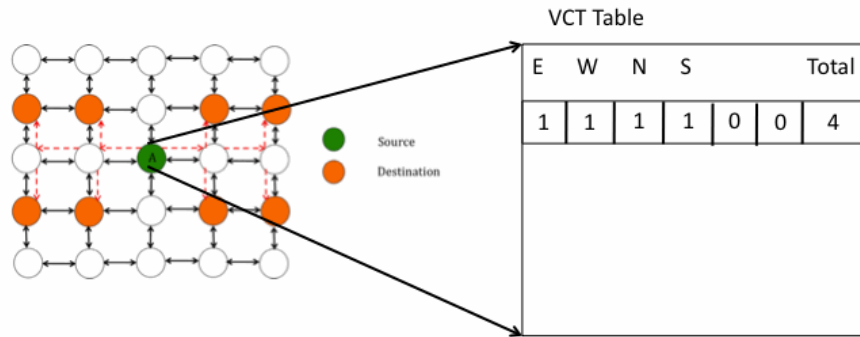 VCT Table
E W N S Total
1 1 1 1 0 0 4
A
Source
Destination